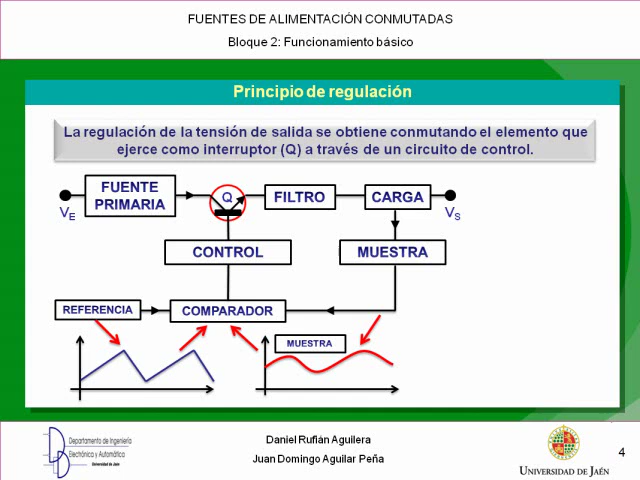 FUENTES DE ALIMENTACIÓN CONMUTADAS
Bloque 2: Funcionamiento básico
Principio de regulación
La regulación de la tensión de salida se obtiene conmutando el elemento que
ejerce como interruptor (Q) a través de un circuito de control.
FUENTE
PRIMARIA
Q
FILTRO
CARGA
VE
VS
CONTROL
MUESTRA
REFERENCIA
COMPARADOR
MUESTRA
Departamento de Ingeniería
Electrónica y Automática
Universidad de Jaén
Daniel Rufián Aguilera
Juan Domingo Aguilar Peña
UNIVERSIDAD DE JAÉN
4